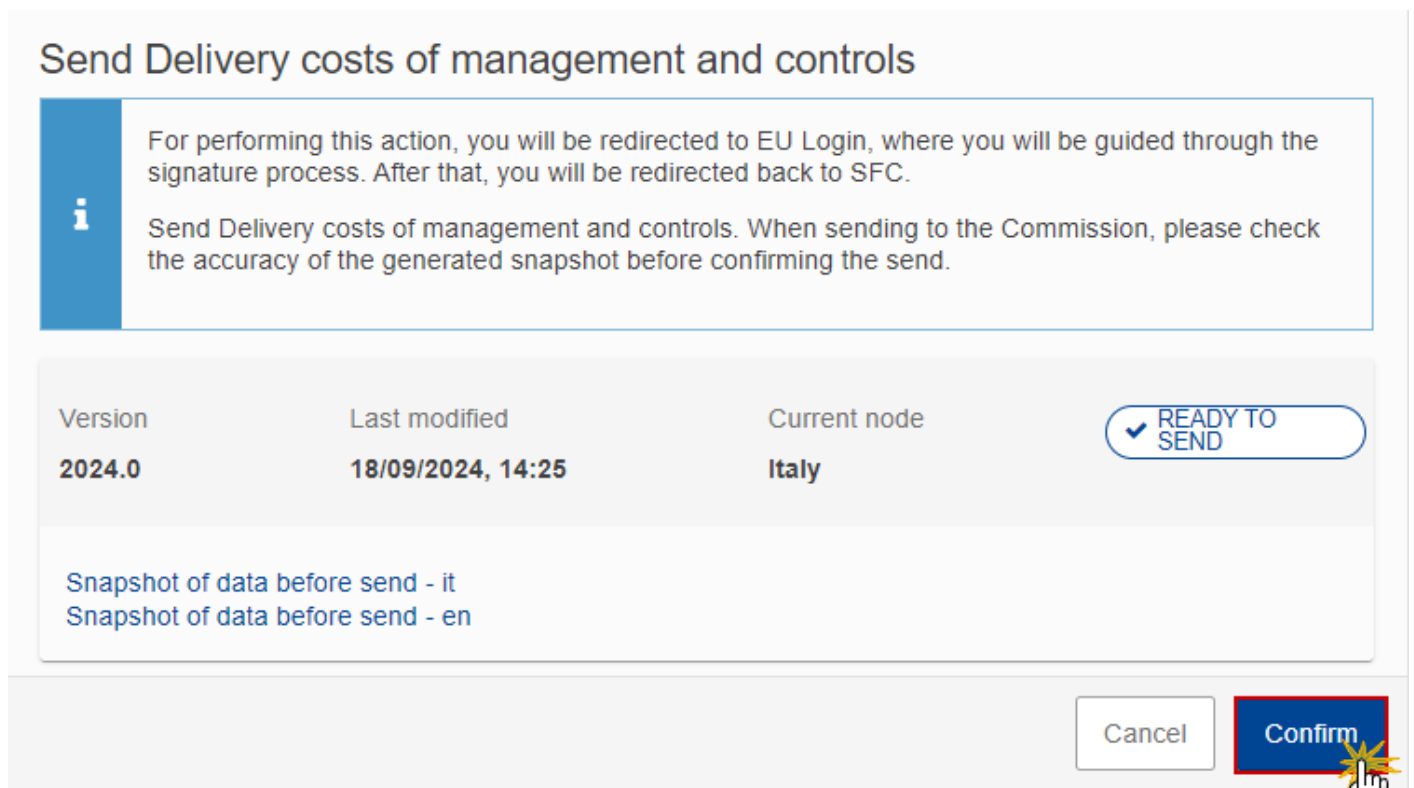 Send Delivery costs of management and controls
For performing this action, you will be redirected to EU Login, where you will be guided through the
signature process. After that, you will be redirected back to SFC.
Send Delivery costs of management and controls. When sending to the Commission, please check
the accuracy of the generated snapshot before confirming the send.
Version Last modified Current node READY TO
SEND
2024.0 18/09/2024, 14:25 Italy
Snapshot of data before send - it
Snapshot of data before send - en
Cancel Confirm